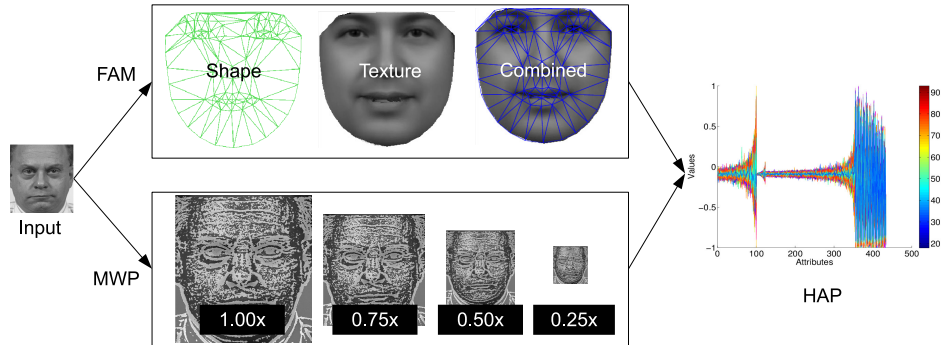 FAM
Shape
Texture
Combined
Input
MWP
1.00x
0.75x
0.50x
0.25x
1
0.5
0
−0.5
−1
Values
0 100 200 300 400 500
Attributes
90
80
70
60
50
40
30
20
HAP